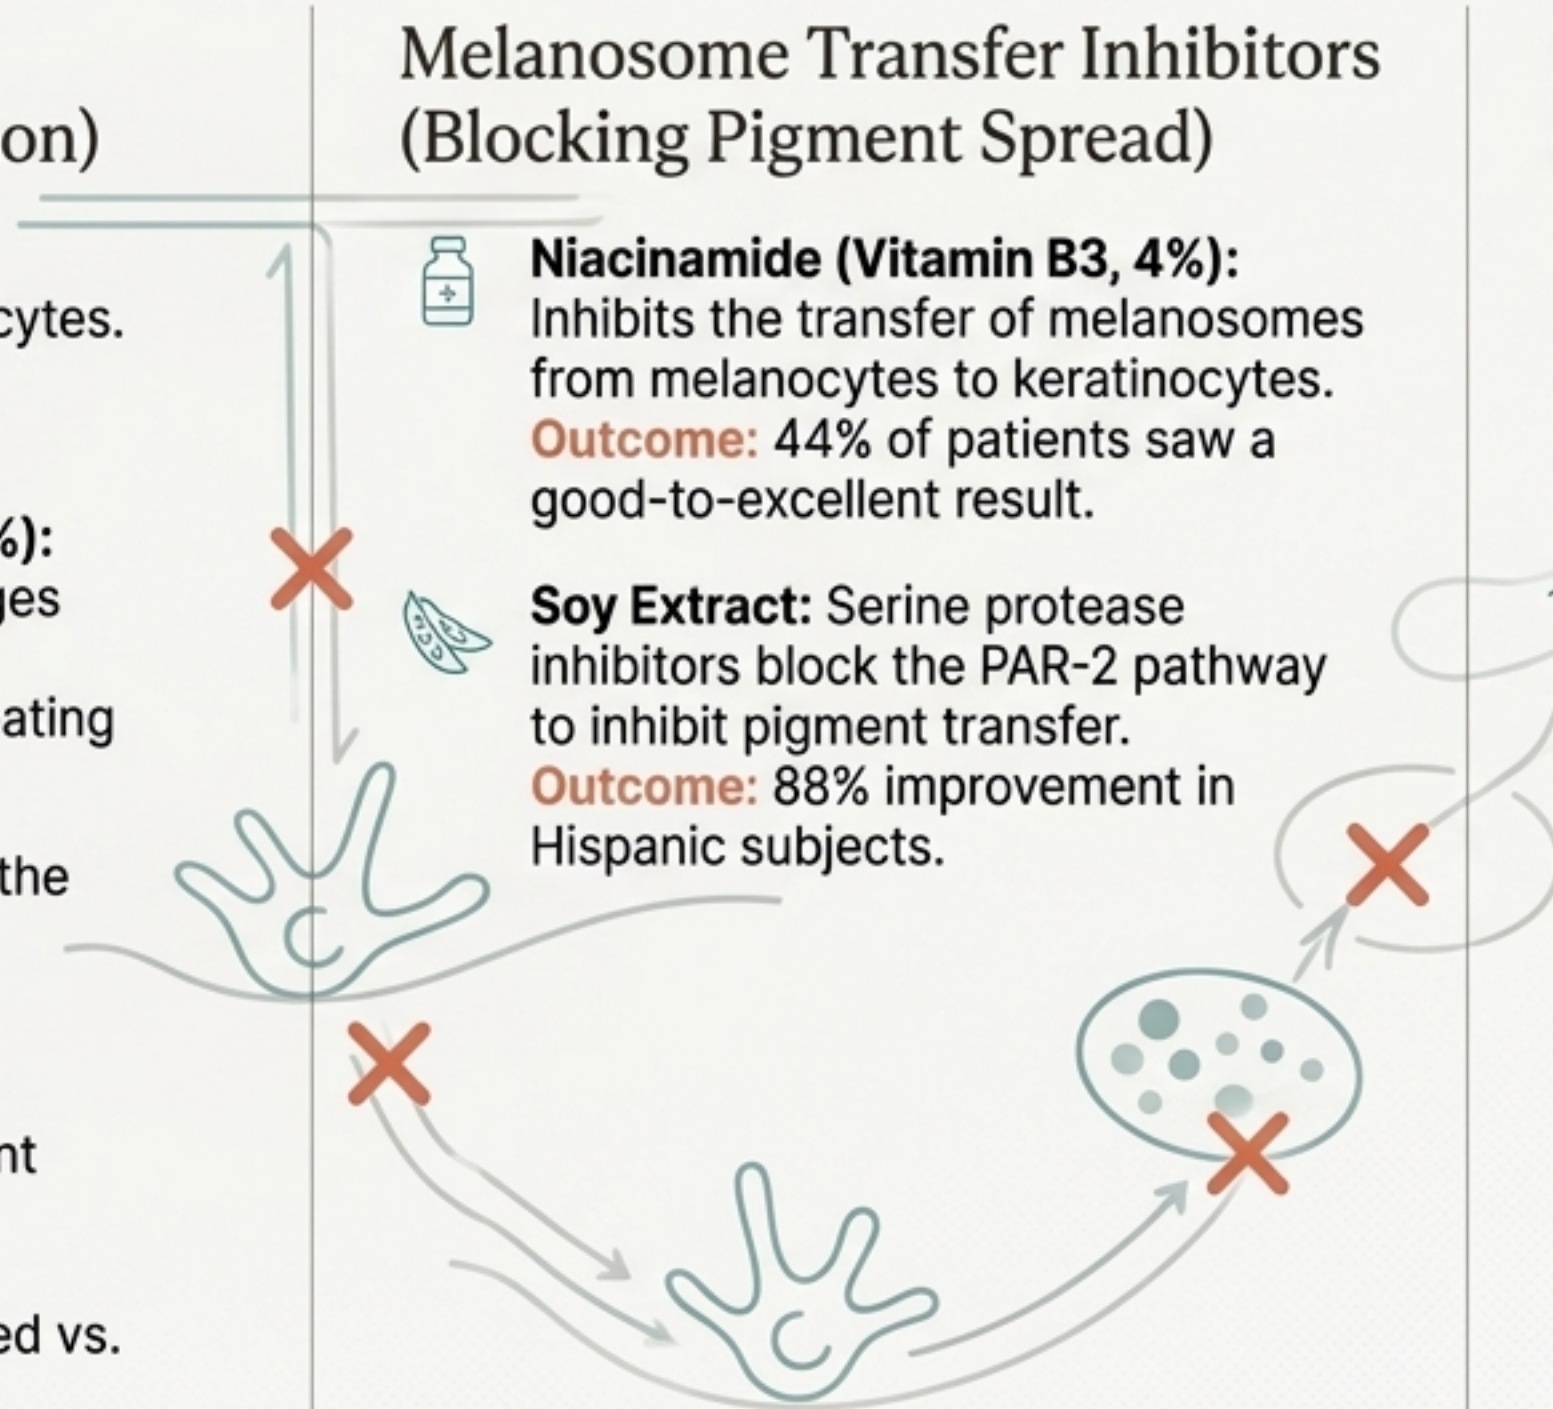 Melanosome Transfer Inhibitors
(Blocking Pigment Spread)
Niacinamide (Vitamin B3, 4%):
Inhibits the transfer of melanosomes
from melanocytes to keratinocytes.
Outcome: 44% of patients saw a
good-to-excellent result.
Soy Extract: Serine protease
inhibitors block the PAR-2 pathway
to inhibit pigment transfer.
Outcome: 88% improvement in
Hispanic subjects.
on)
cytes.
%):
ges
ating
the
nt
ed vs.